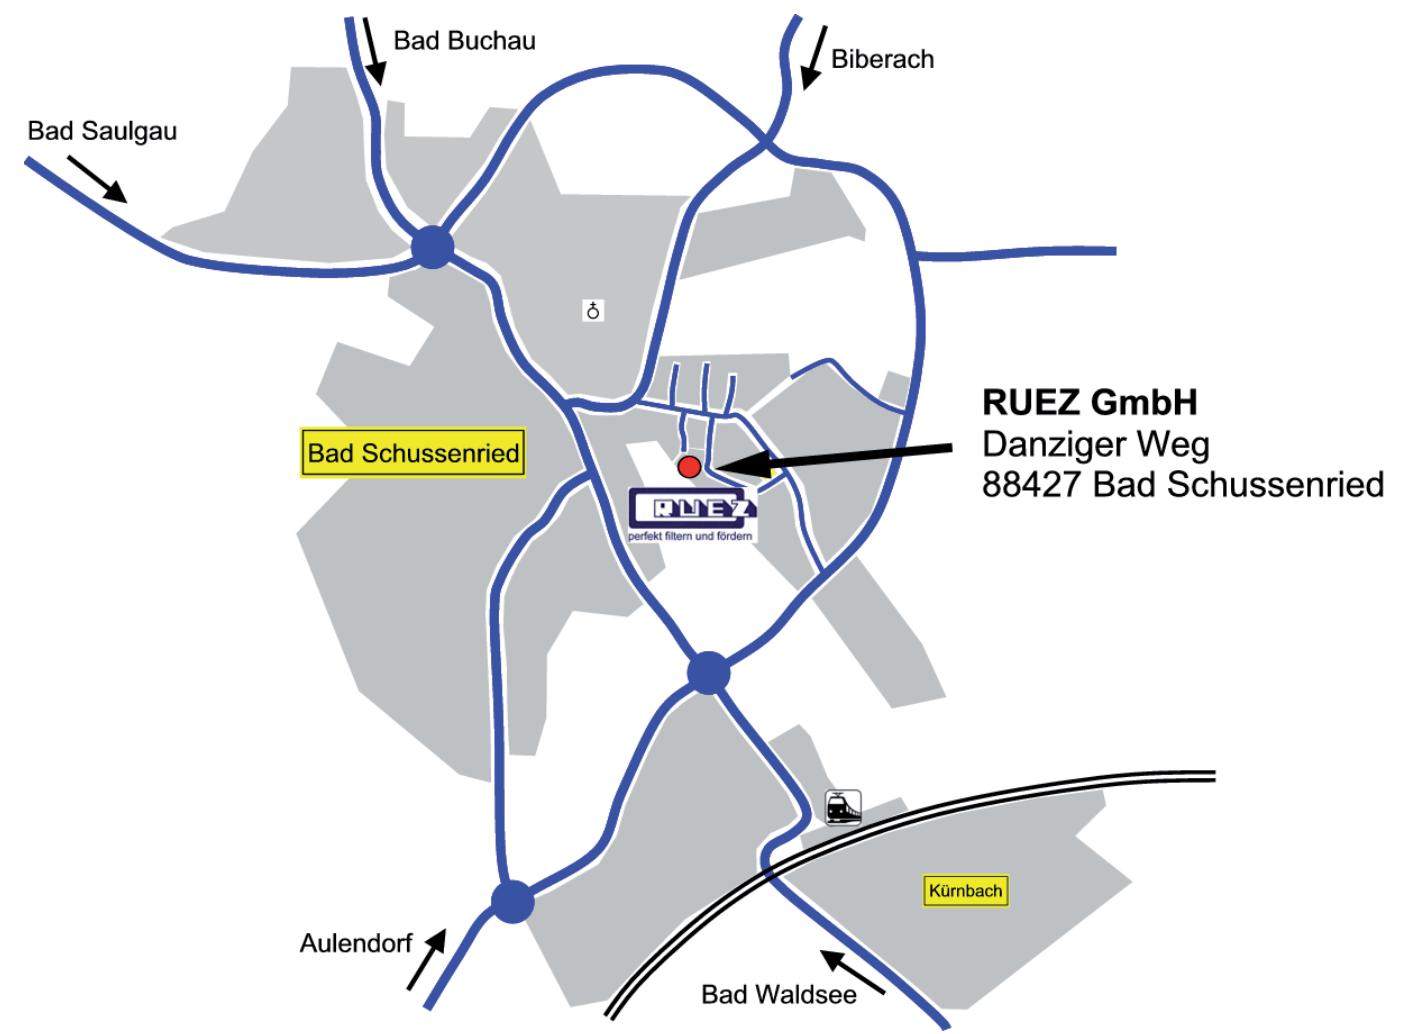 Bad Buchau
Biberach
Bad Saulgau
RUEZ GmbH
Danziger Weg
88427 Bad Schussenried
Bad Schussenried
RUEZ
perfekt filtern und fördern
Kürnbach
Aulendorf
Bad Waldsee